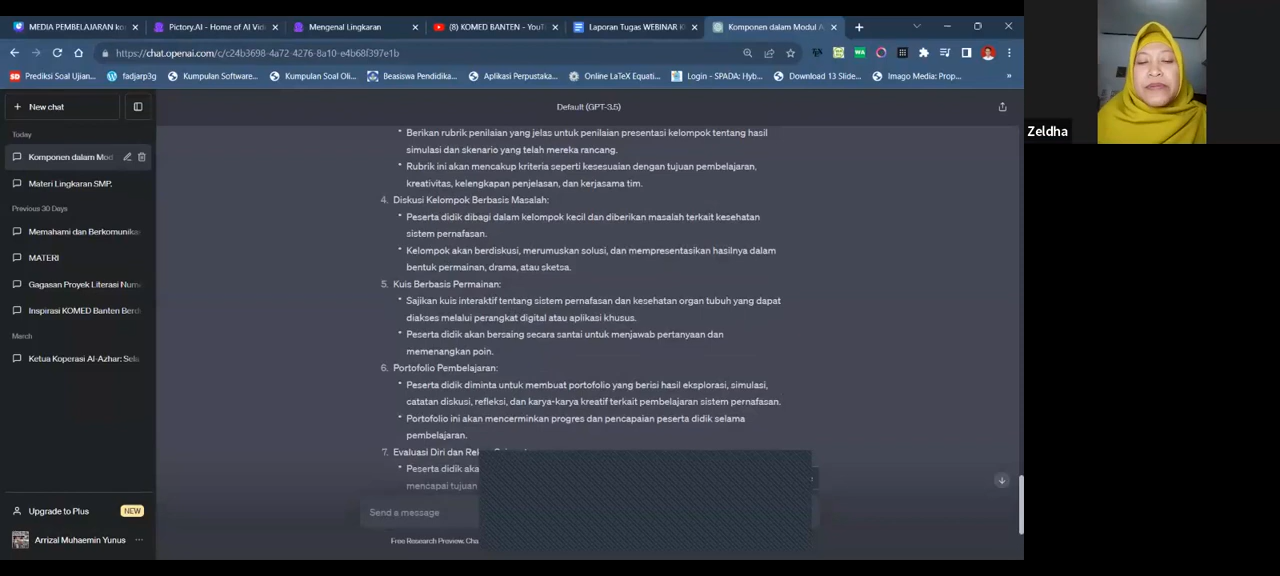 MEDIA PEMBELAJARAN ko
Pictory.AI - Home of AI Vid
Mengenal Lingkaran
(8) KOMED BANTEN - YouT
Laporan Tugas WEBINAR K
Komponen dalam Modul A
https://chat.openai.com/c/c24b3698-4a72-4276-8a10-e4b68f397e1b
Prediksi Soal Ujian...
fadjarp3g
Kumpulan Software...
Kumpulan Soal Oli...
Beasiswa Pendidika...
Aplikasi Perpustaka...
Online LaTeX Equati...
Login - SPADA: Hyb...
Download 13 Slide...
Imago Media: Prop...
New chat
Default (GPT-3.5)
Today
Komponen dalam Mod
Materi Lingkaran SMP.
Previous 30 Days
Memahami dan Berkomunika
MATERI
Gagasan Proyek Literasi Num
Inspirasi KOMED Banten Berd
March
Ketua Koperasi Al-Azhar: Sela
Upgrade to Plus NEW
Arrizal Muhaemin Yunus
• Berikan rubrik penilaian yang jelas untuk penilaian presentasi kelompok tentang hasil
simulasi dan skenario yang telah mereka rancang.
• Rubrik ini akan mencakup kriteria seperti kesesuaian dengan tujuan pembelajaran,
kreativitas, kelengkapan penjelasan, dan kerjasama tim.
4. Diskusi Kelompok Berbasis Masalah:
• Peserta didik dibagi dalam kelompok kecil dan diberikan masalah terkait kesehatan
sistem pernafasan.
• Kelompok akan berdiskusi, merumuskan solusi, dan mempresentasikan hasilnya dalam
bentuk permainan, drama, atau sketsa.
5. Kuis Berbasis Permainan:
• Sajikan kuis interaktif tentang sistem pernafasan dan kesehatan organ tubuh yang dapat
diakses melalui perangkat digital atau aplikasi khusus.
• Peserta didik akan bersaing secara santai untuk menjawab pertanyaan dan
memenangkan poin.
6. Portofolio Pembelajaran:
• Peserta didik diminta untuk membuat portofolio yang berisi hasil eksplorasi, simulasi,
catatan diskusi, refleksi, dan karya-karya kreatif terkait pembelajaran sistem pernafasan.
• Portofolio ini akan mencerminkan progres dan pencapaian peserta didik selama
pembelajaran.
7. Evaluasi Diri dan
• Peserta didik aka
mencapai tujuan
Send a message
Free Research Preview. Cha
Zeldha